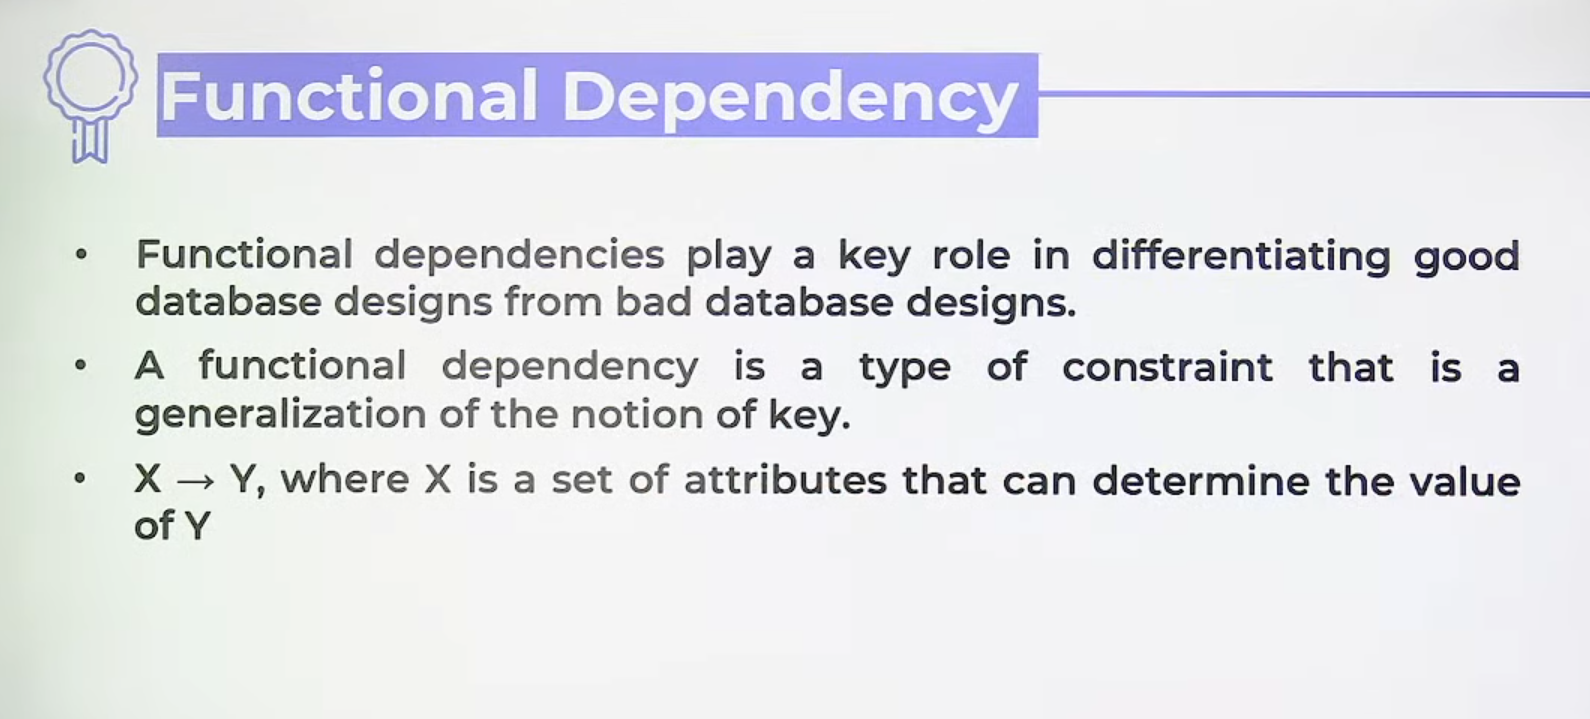 Functional Dependency
• Functional dependencies play a key role in differentiating good
database designs from bad database designs.
• A functional dependency is a type of constraint that is a
generalization of the notion of key.
• X → Y, where X is a set of attributes that can determine the value
of Y